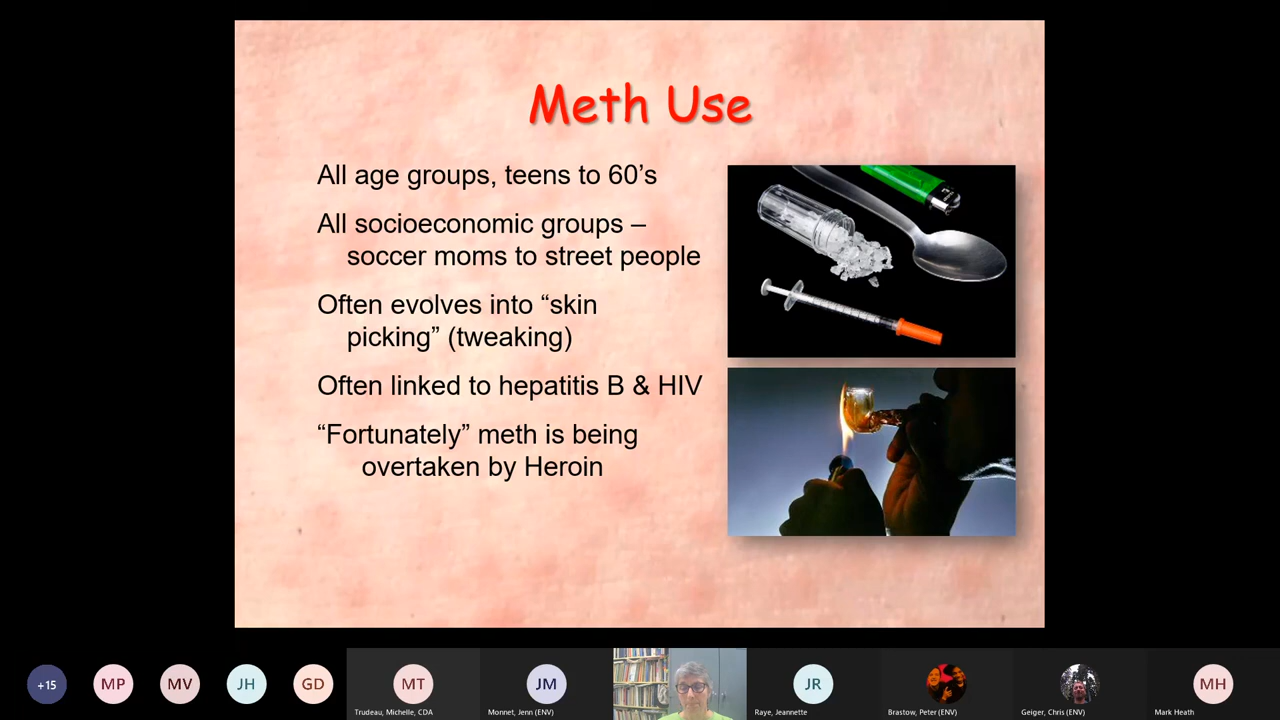 Meth Use
All age groups, teens to 60’s
All socioeconomic groups –
soccer moms to street people
Often evolves into “skin
picking” (tweaking)
Often linked to hepatitis B & HIV
“Fortunately” meth is being
overtaken by Heroin
+15
MP
MV
JH
GD
MT
JM
JR
MH
Trudeau, Michelle, CDA
Monnet, Jenn (ENV)
Raye, Jeannette
Brastow, Peter (ENV)
Geiger, Chris (ENV)
Mark Heath